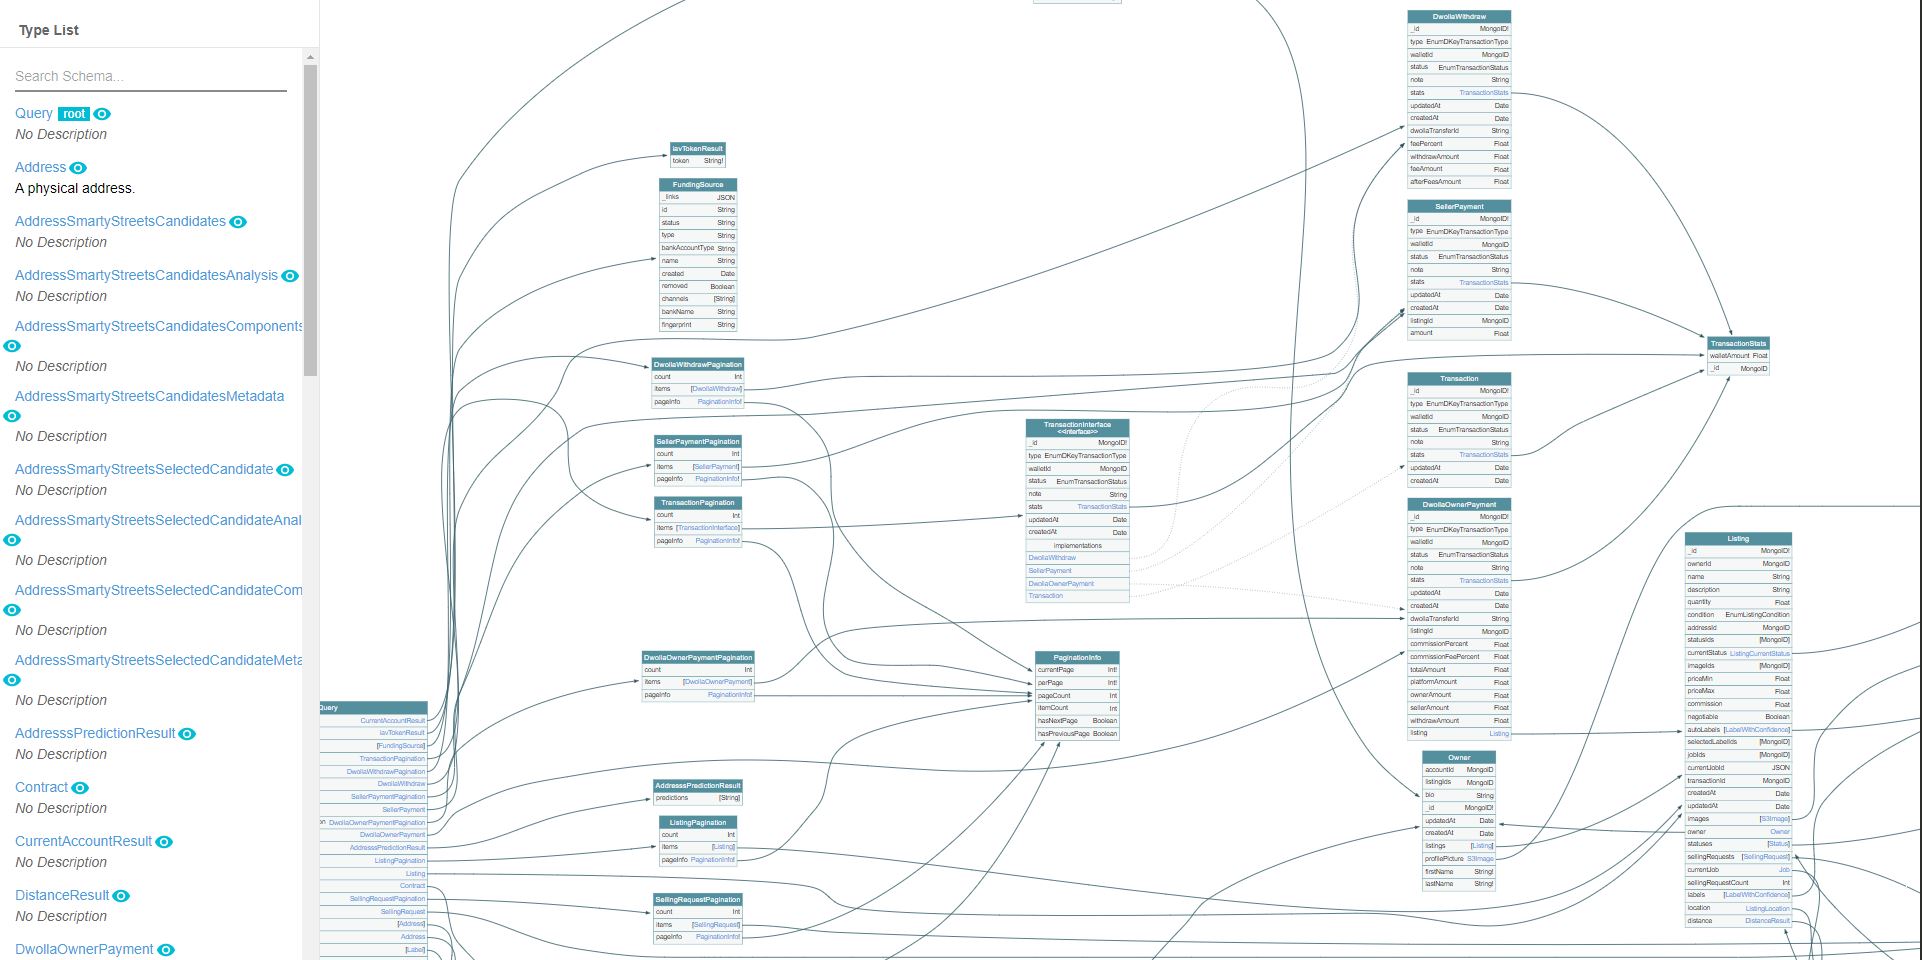 Type List
Search Schema...
Query root
No Description
Address
A physical address.
AddressSmartyStreetsCandidates
No Description
AddressSmartyStreetsCandidatesAnalysis
No Description
AddressSmartyStreetsCandidatesComponents
No Description
AddressSmartyStreetsCandidatesMetadata
No Description
AddressSmartyStreetsSelectedCandidate
No Description
AddressSmartyStreetsSelectedCandidateAnal
No Description
AddressSmartyStreetsSelectedCandidateCom
No Description
AddressSmartyStreetsSelectedCandidateMeta
No Description
AddresssPredictionResult
No Description
Contract
No Description
CurrentAccountResult
No Description
DistanceResult
No Description
DwollaOwnerPayment
Query
CurrentAccountResult
iavTokenResult
[FundingSource]
TransactionPagination
DwollaWithdrawPagination
DwollaWithdraw
SellerPaymentPagination
SellerPayment
on DwollaOwnerPaymentPagination
DwollaOwnerPayment
AddresssPredictionResult
ListingPagination
Listing
Contract
SellingRequestPagination
SellingRequest
[Address]
Address
[Label]
iavTokenResult
token String!
FundingSource
_links JSON
id String
status String
type String
bankAccountType String
name String
created Date
removed Boolean
channels [String]
bankName String
fingerprint String
DwollaWithdrawPagination
count Int
items [DwollaWithdraw]
pageInfo PaginationInfo!
SellerPaymentPagination
count Int
items [SellerPayment]
pageInfo PaginationInfo!
TransactionPagination
count Int
items [TransactionInterface]
pageInfo PaginationInfo!
DwollaOwnerPaymentPagination
count Int
items [DwollaOwnerPayment]
pageInfo PaginationInfo!
AddresssPredictionResult
predictions [String]
ListingPagination
count Int
items [Listing]
pageInfo PaginationInfo!
SellingRequestPagination
count Int
items [SellingRequest]
pageInfo PaginationInfo!
TransactionInterface
<<interface>>
_id MongoID!
type EnumDKeyTransactionType
walletId MongoID
status EnumTransactionStatus
note String
stats TransactionStats
updatedAt Date
createdAt Date
implementations
DwollaWithdraw
SellerPayment
DwollaOwnerPayment
Transaction
PaginationInfo
currentPage Int!
perPage Int!
pageCount Int
itemCount Int
hasNextPage Boolean
hasPreviousPage Boolean
DwollaWithdraw
_id MongoID!
type EnumDKeyTransactionType
walletId MongoID
status EnumTransactionStatus
note String
stats TransactionStats
updatedAt Date
createdAt Date
dwollaTransferId String
feePercent Float
withdrawAmount Float
feeAmount Float
afterFeesAmount Float
SellerPayment
_id MongoID!
type EnumDKeyTransactionType
walletId MongoID
status EnumTransactionStatus
note String
stats TransactionStats
updatedAt Date
createdAt Date
listingId MongoID
amount Float
Transaction
_id MongoID!
type EnumDKeyTransactionType
walletId MongoID
status EnumTransactionStatus
note String
stats TransactionStats
updatedAt Date
createdAt Date
DwollaOwnerPayment
_id MongoID!
type EnumDKeyTransactionType
walletId MongoID
status EnumTransactionStatus
note String
stats TransactionStats
updatedAt Date
createdAt Date
dwollaTransferId String
listingId MongoID
commissionPercent Float
commissionFeePercent Float
totalAmount Float
platformAmount Float
ownerAmount Float
sellerAmount Float
withdrawAmount Float
listing Listing
Owner
accountId MongoID
listingIds MongoID
bio String
_id MongoID!
updatedAt Date
createdAt Date
listings [Listing]
profilePicture S3Image
firstName String!
lastName String!
TransactionStats
walletAmount Float
_id MongoID
Listing
_id MongoID!
ownerId MongoID
name String
description String
quantity Float
condition EnumListingCondition
addressId MongoID
statusIds [MongoID]
currentStatus ListingCurrentStatus
imageIds [MongoID]
priceMin Float
priceMax Float
commission Float
negotiable Boolean
autoLabels [LabelWithConfidence]
selectedLabelIds [MongoID]
jobIds [MongoID]
currentJobId JSON
transactionId MongoID
createdAt Date
updatedAt Date
images [S3Image]
owner Owner
statuses [Status]
sellingRequests [SellingRequest]
currentJob Job
sellingRequestCount Int
labels [LabelWithConfidence]
location ListingLocation
distance DistanceResult